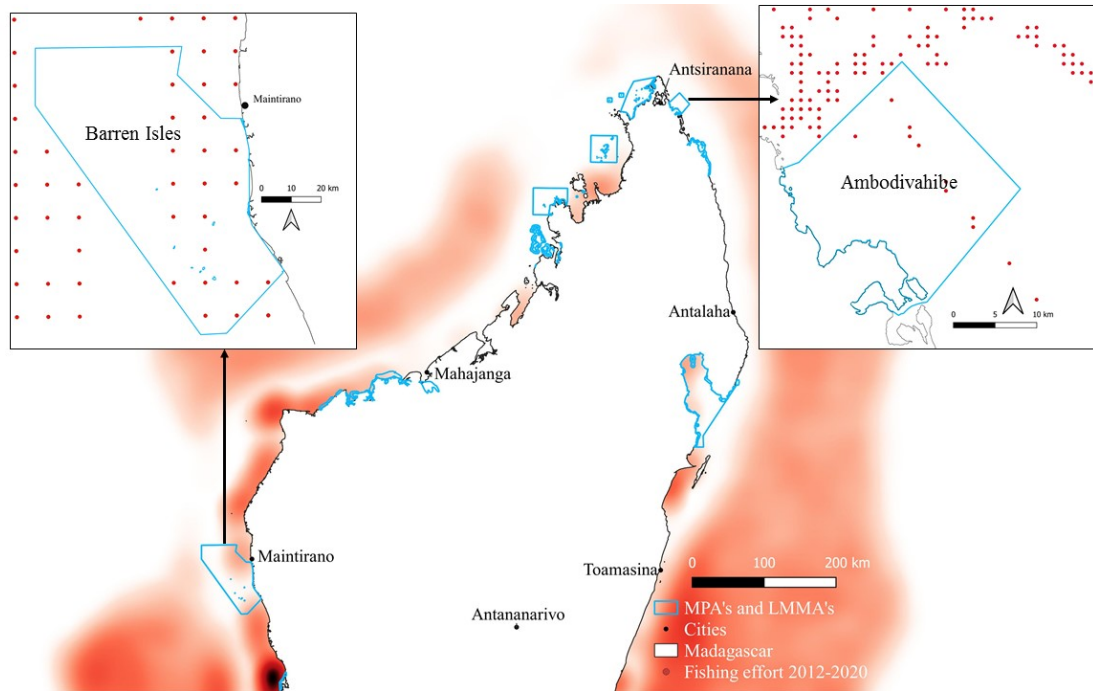 Maintirano
Barren Isles
0 10 20 km
Antsiranana
Ambodivahibe
0 5 10 km
Antalaha
Mahajanga
Maintirano
Toamasina
Antananarivo
0 100 200 km
MPA's and LMMA's
Cities
Madagascar
Fishing effort 2012-2020